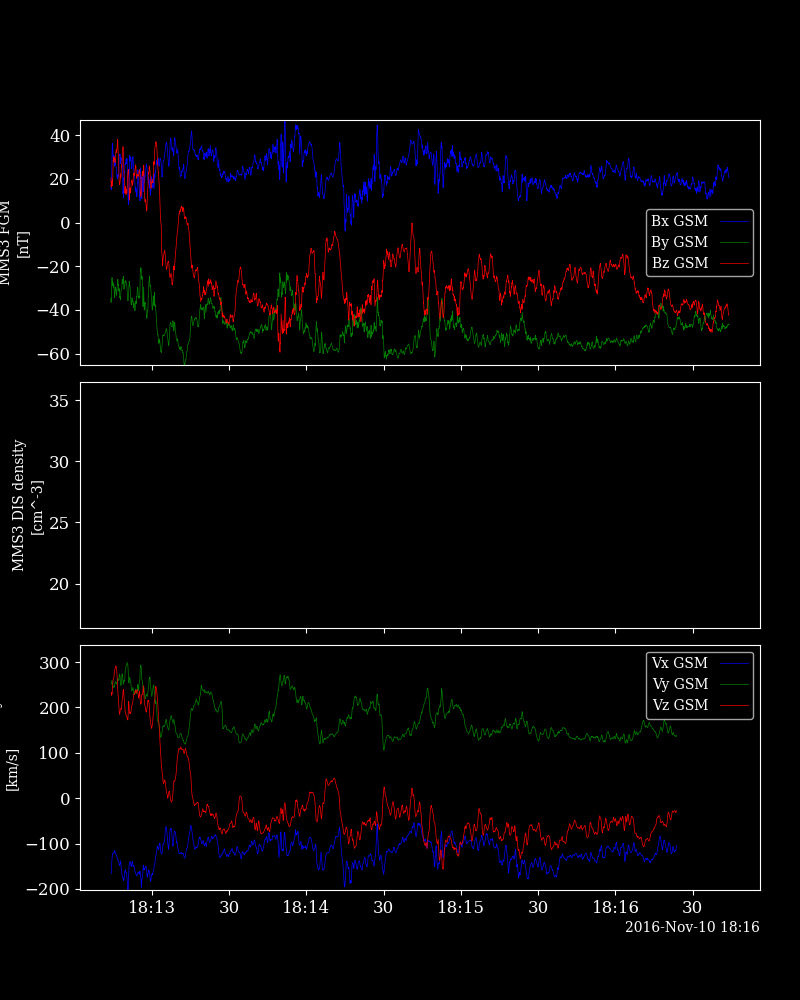 40
20
0
−20
−40
−60
MMS3 FGM
[nT]
Bx GSM
By GSM
Bz GSM
35
30
25
20
MMS3 DIS density
[cm^-3]
300
200
100
0
−100
−200
[km/s]
Vx GSM
Vy GSM
Vz GSM
18:13 30 18:14 30 18:15 30 18:16 30
2016-Nov-10 18:16